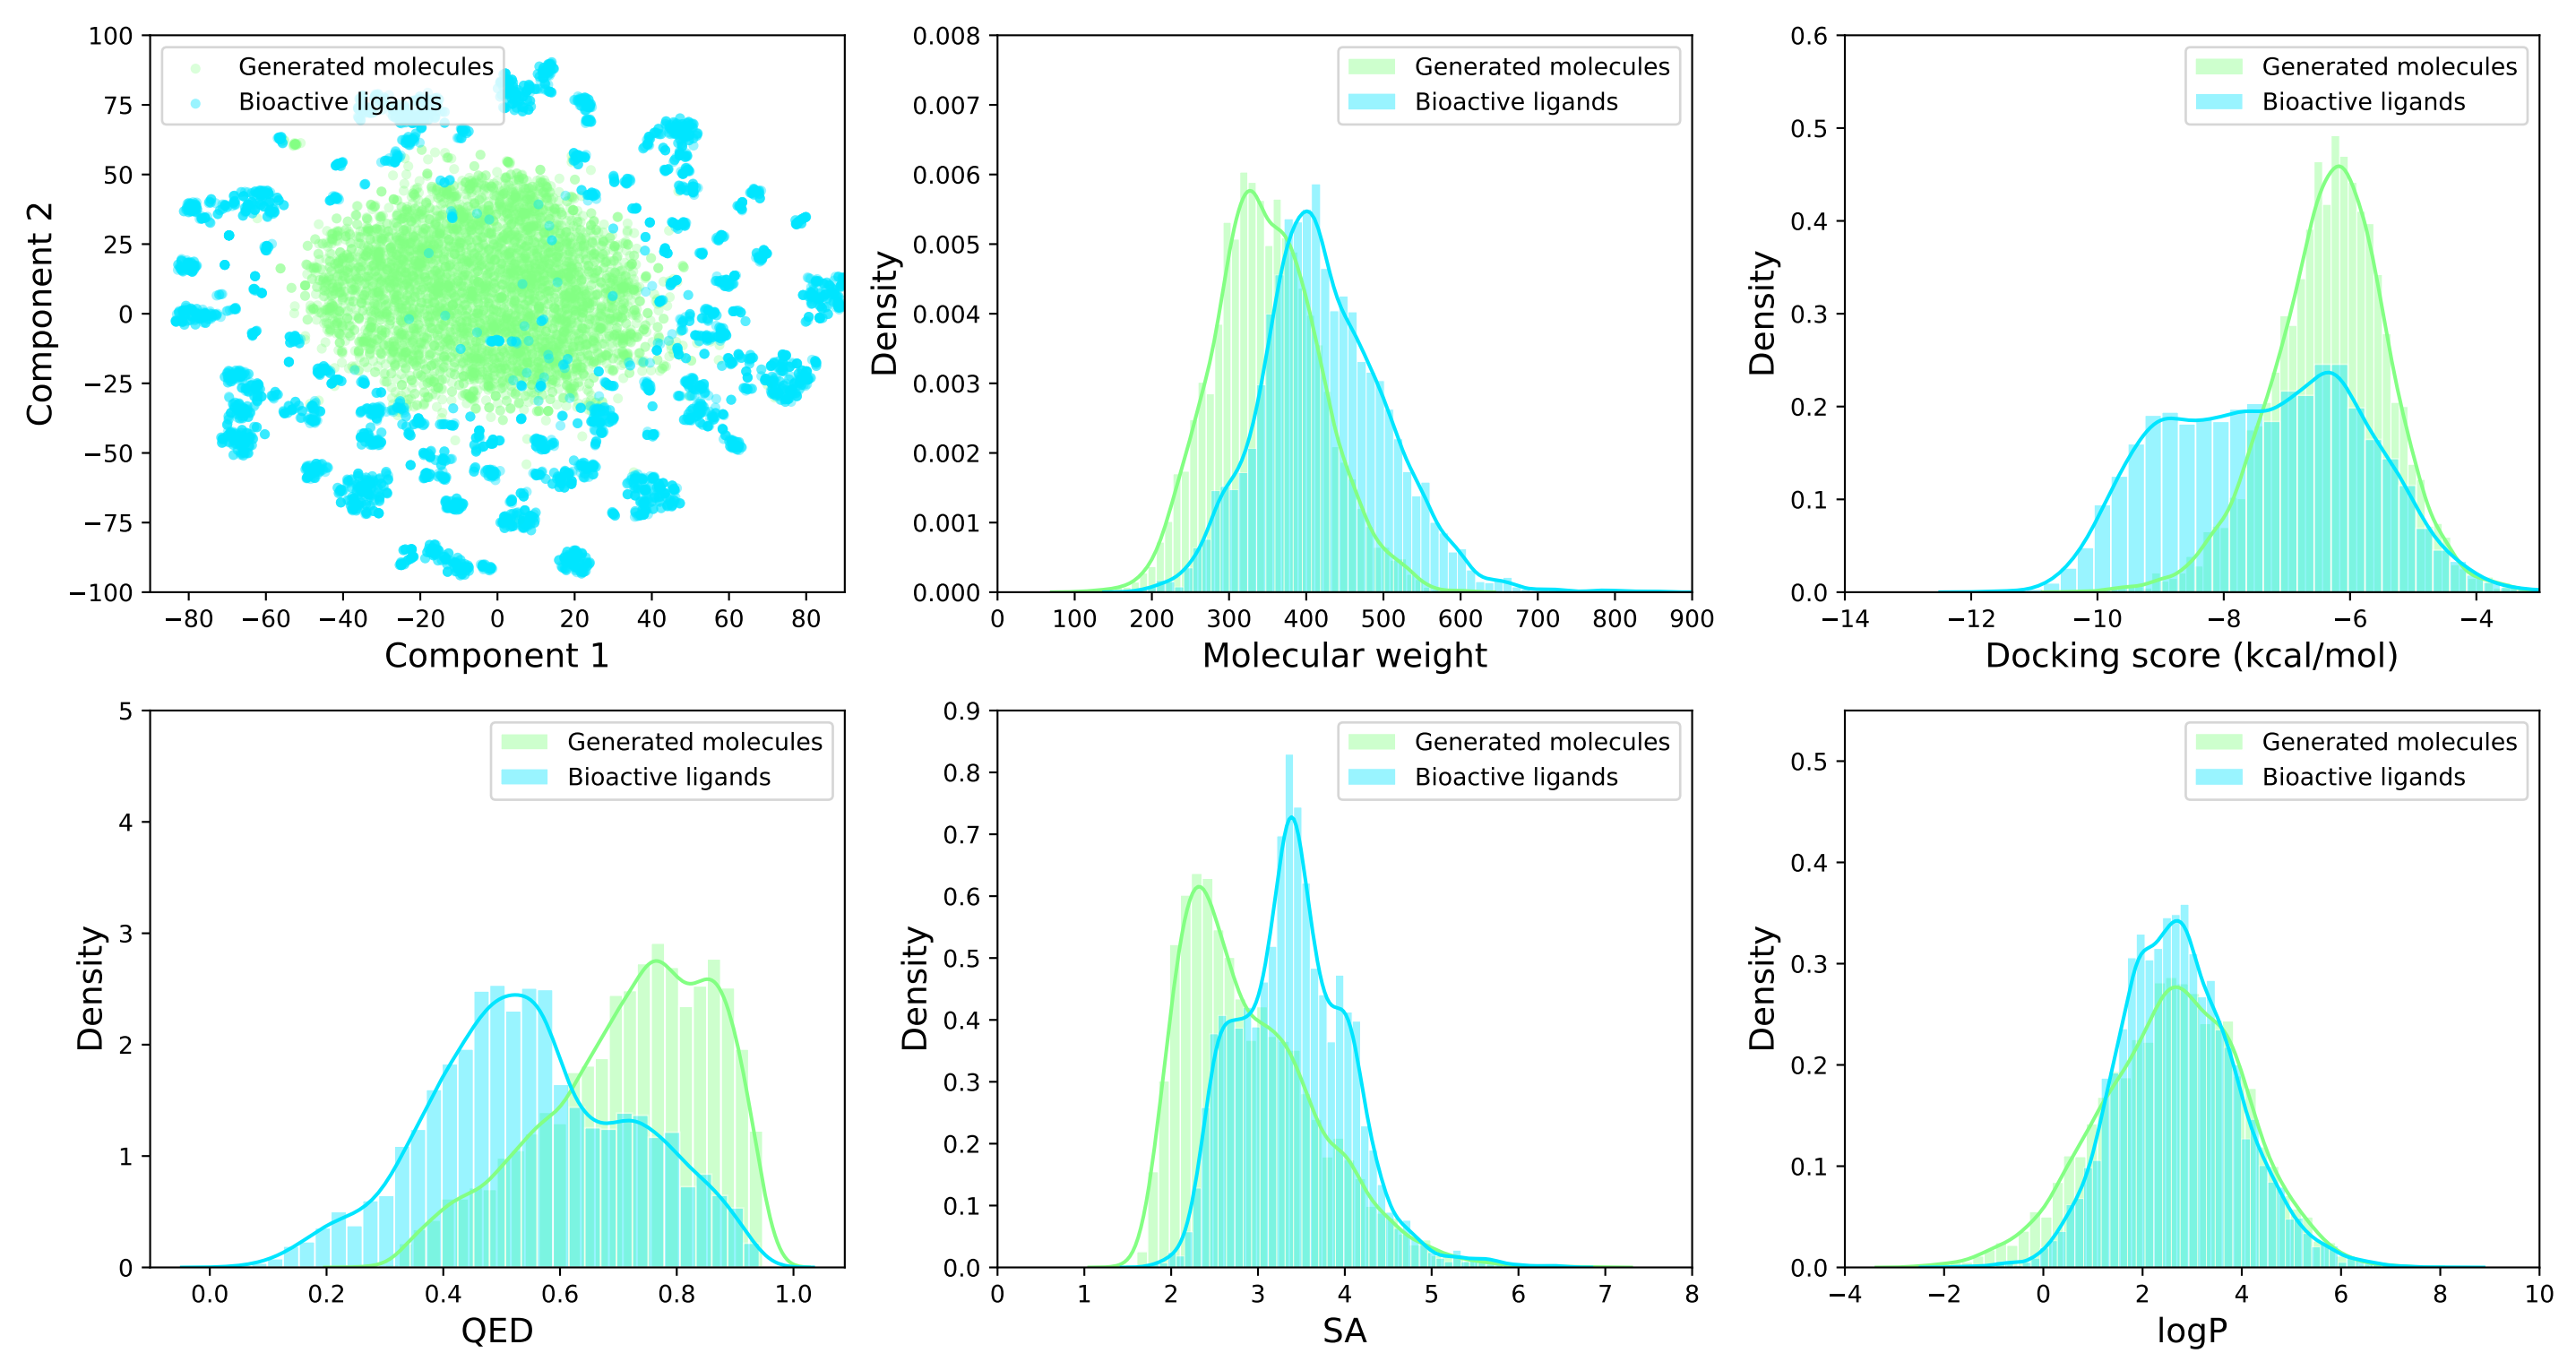 Generated molecules
Bioactive ligands
100
75
50
25
0
−25
−50
−75
−100
Component 2
−80 −60 −40 −20 0 20 40 60 80
Component 1
Generated molecules
Bioactive ligands
0.008
0.007
0.006
0.005
0.004
0.003
0.002
0.001
0.000
Density
0 100 200 300 400 500 600 700 800 900
Molecular weight
Generated molecules
Bioactive ligands
0.6
0.5
0.4
0.3
0.2
0.1
0.0
Density
−14 −12 −10 −8 −6 −4
Docking score (kcal/mol)
Generated molecules
Bioactive ligands
5
4
3
2
1
0
Density
0.0 0.2 0.4 0.6 0.8 1.0
QED
Generated molecules
Bioactive ligands
0.9
0.8
0.7
0.6
0.5
0.4
0.3
0.2
0.1
0.0
Density
0 1 2 3 4 5 6 7 8
SA
Generated molecules
Bioactive ligands
0.5
0.4
0.3
0.2
0.1
0.0
Density
−4 −2 0 2 4 6 8 10
logP